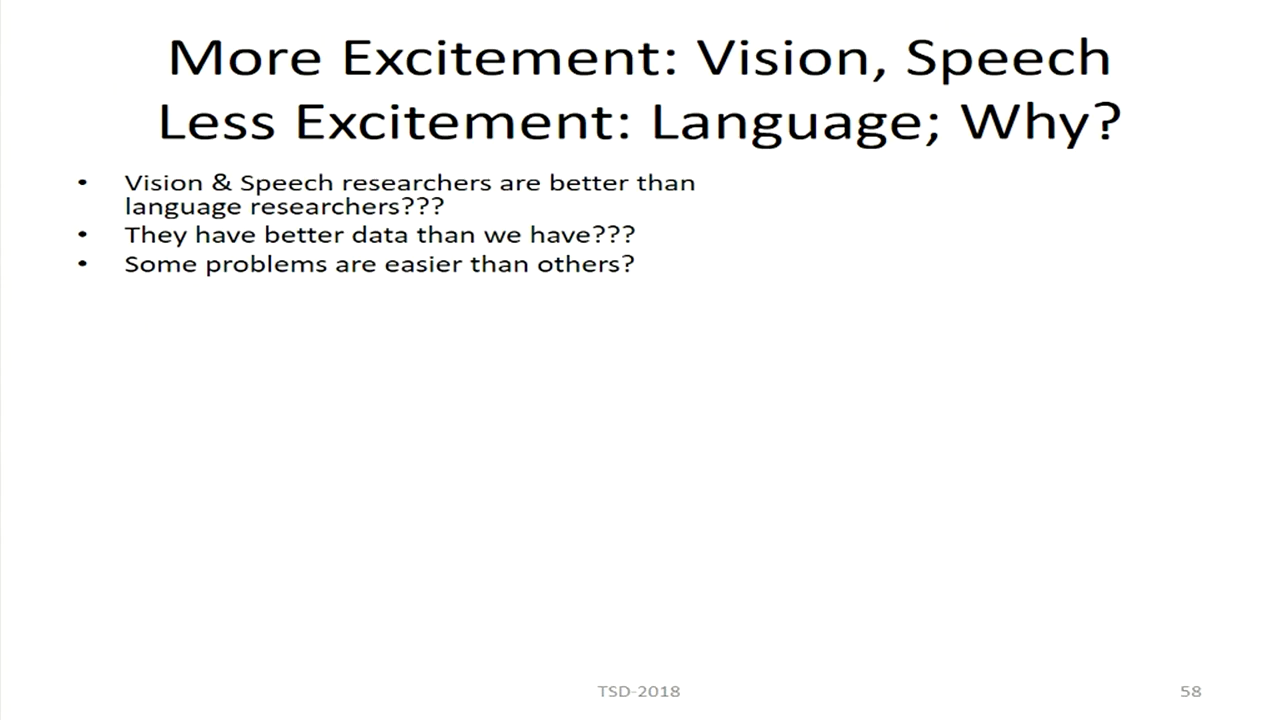 More Excitement: Vision, Speech
Less Excitement: Language; Why?
• Vision & Speech researchers are better than
language researchers???
• They have better data than we have???
• Some problems are easier than others?
TSD-2018
58